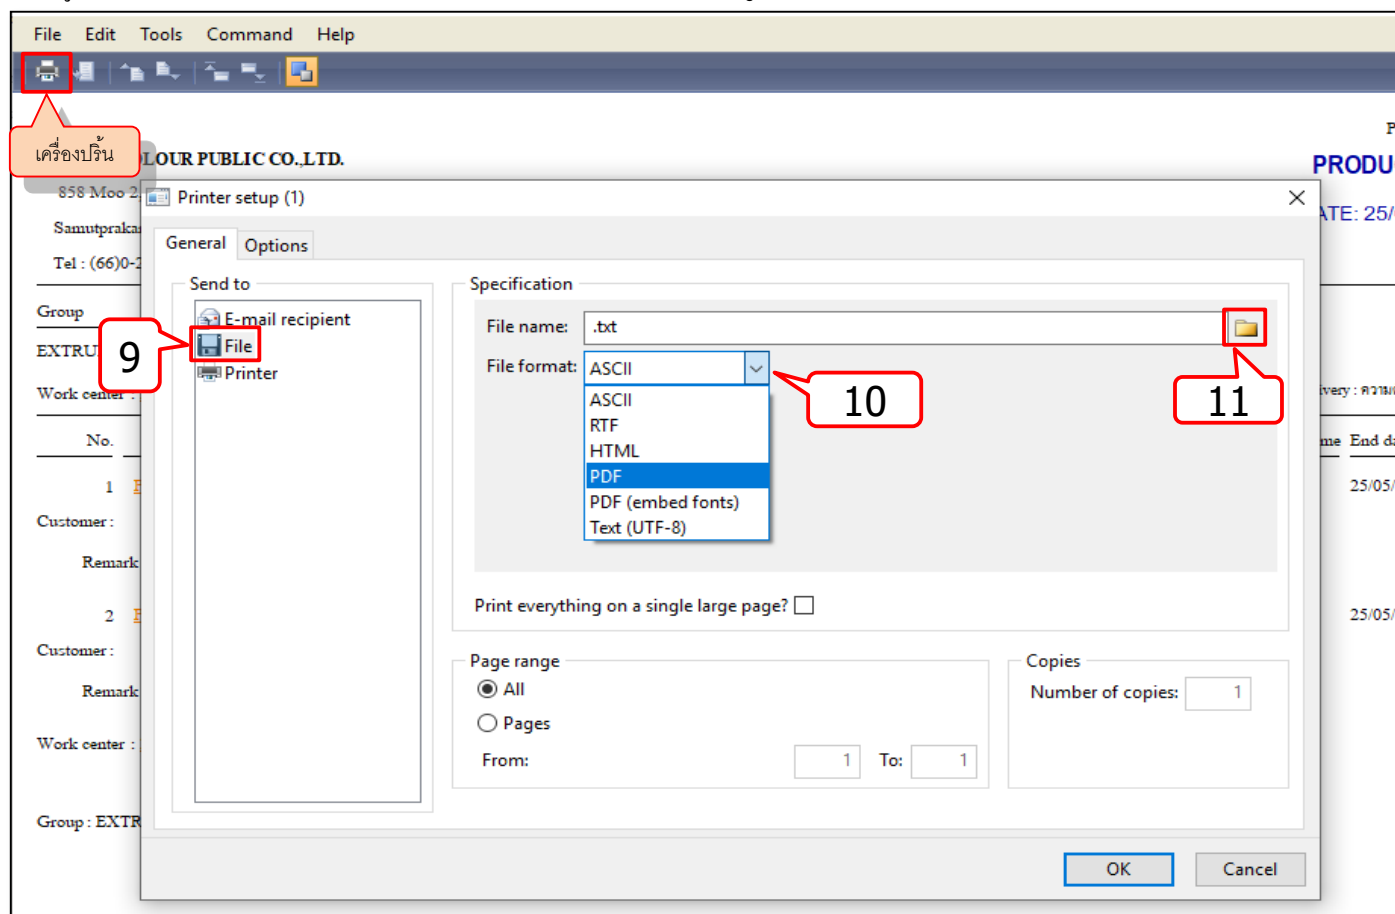 File Edit Tools Command Help
เครื่องปริ้น
LOUR PUBLIC CO.,LTD.
PRODU
858 Moo 2
Printer setup (1)
ATE: 25/
Samutpraka
General Options
Tel : (66)0-2
Send to
Specification
Group
E-mail recipient
File name: .txt
EXTRU
9
File
File format: ASCII
Printer
10
11
Work center :
ivery :
ASCII
RTF
HTML
PDF
PDF (embed fonts)
Text (UTF-8)
No.
me End da
1
25/05/
Customer :
Remark
Print everything on a single large page?
2
25/05/
Customer :
Page range
Copies
Remark
All
Number of copies: 1
Pages
Work center :
From: 1 To: 1
Group : EXTR
OK Cancel